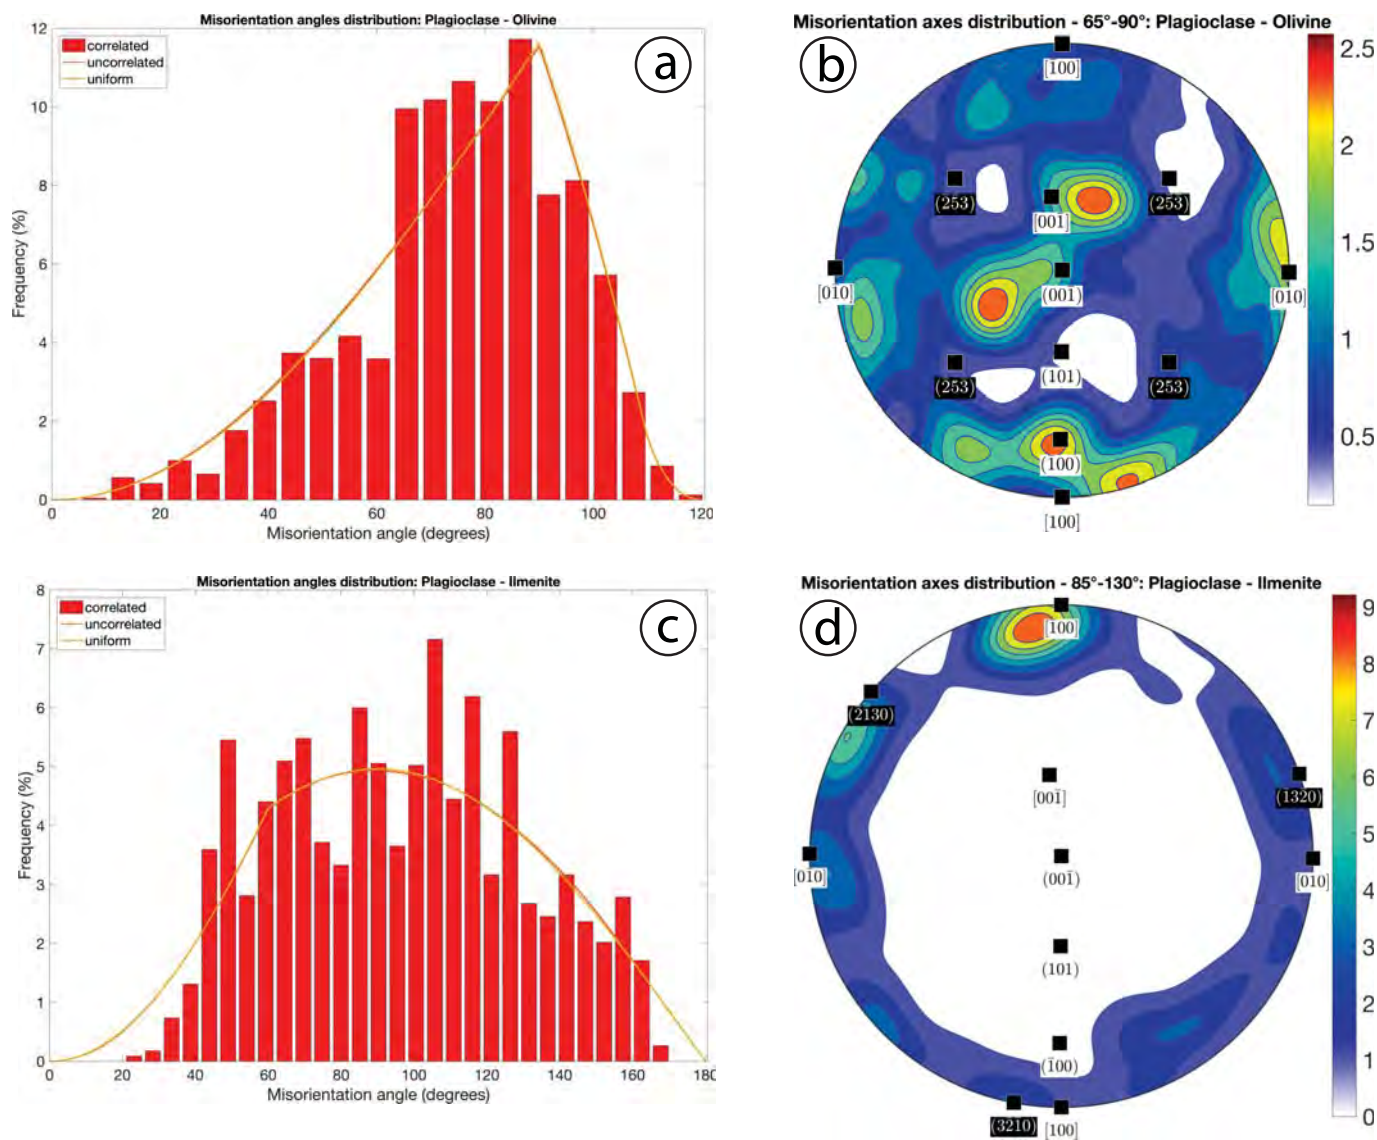 Misorientation angles distribution: Plagioclase - Olivine
12
10
8
6
4
2
0
Frequency (%)
correlated
uncorrelated
uniform
a
0 20 40 60 80 100 120
Misorientation angle (degrees)
Misorientation axes distribution - 65°-90°: Plagioclase - Olivine
b
[100]
(253)
[001̄]
(253)
[010]
(001̄)
[010]
(253)
(101)
(253)
(100)
[100]
2.5
2
1.5
1
0.5
Misorientation angles distribution: Plagioclase - Ilmenite
8
7
6
5
4
3
2
1
0
Frequency (%)
correlated
uncorrelated
uniform
c
0 20 40 60 80 100 120 140 160 180
Misorientation angle (degrees)
Misorientation axes distribution - 85°-130°: Plagioclase - Ilmenite
d
[100]
(2130)
[001̄]
(1320)
[010]
(001̄)
[010]
(101)
(1̄00)
(3210)
[100]
9
8
7
6
5
4
3
2
1
0